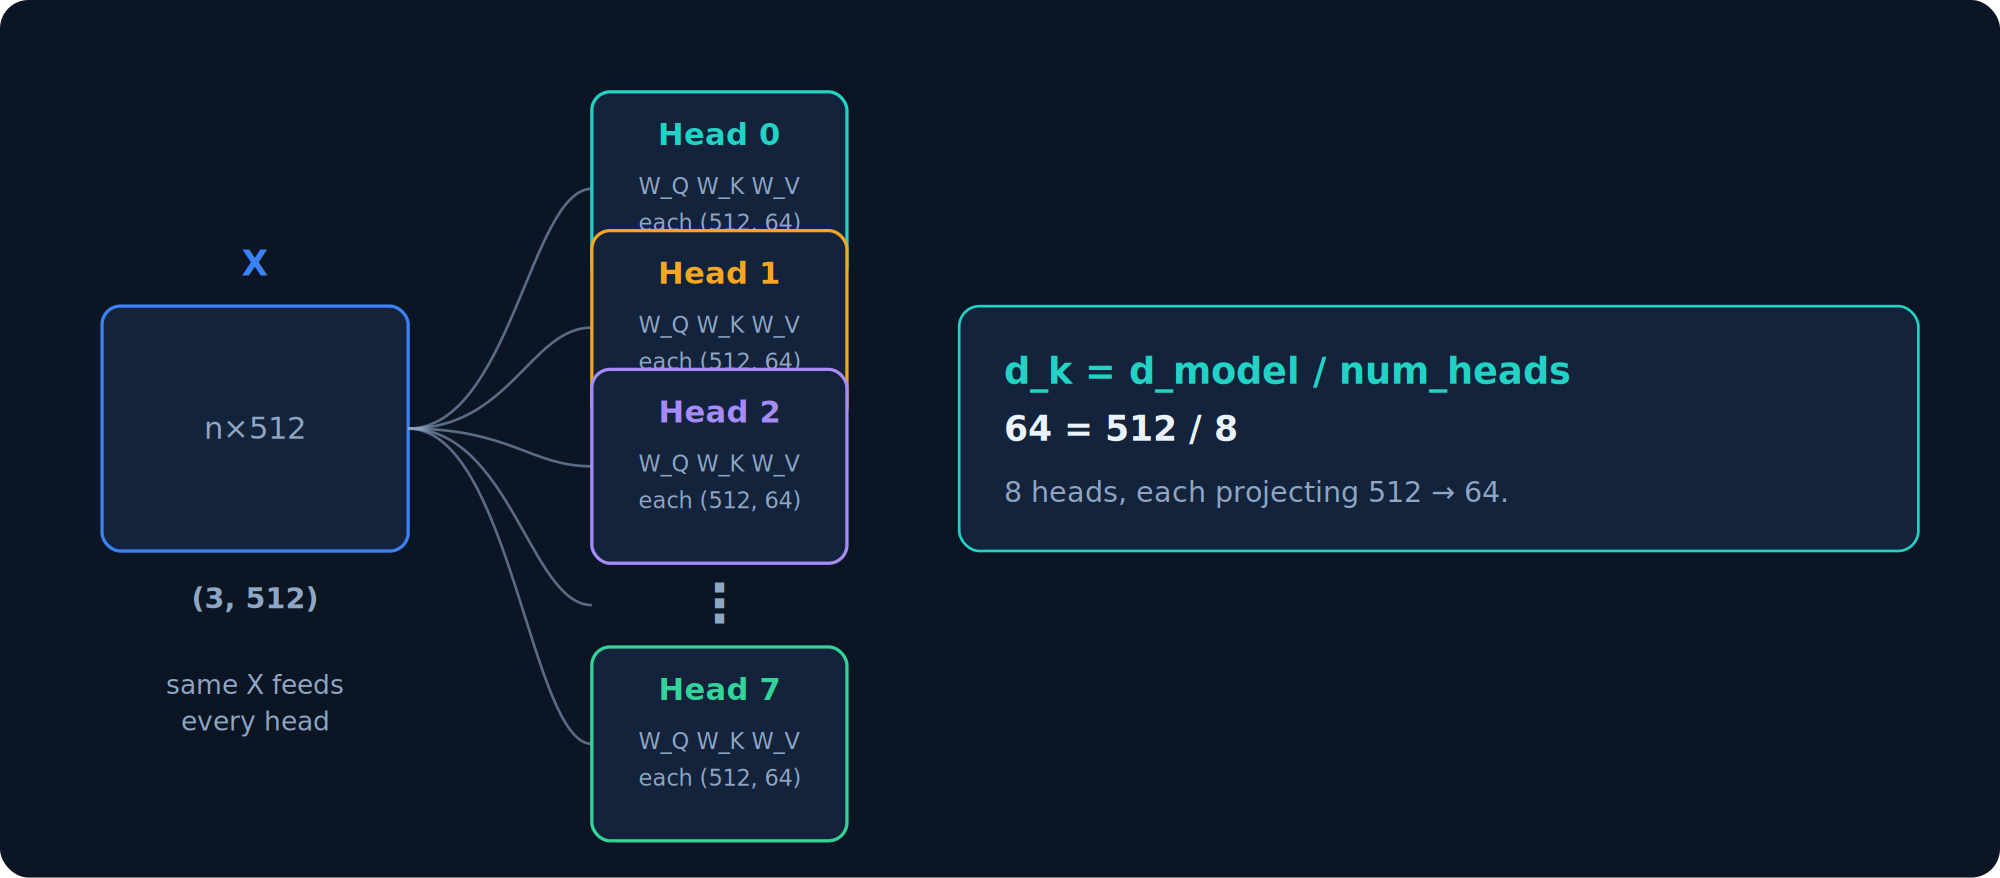 X
n×512
(3, 512)
same X feeds
every head
Head 0
W_Q W_K W_V
each (512, 64)
Head 1
W_Q W_K W_V
each (512, 64)
Head 2
W_Q W_K W_V
each (512, 64)
⋮
Head 7
W_Q W_K W_V
each (512, 64)
d_k = d_model / num_heads
64 = 512 / 8
8 heads, each projecting 512 → 64.